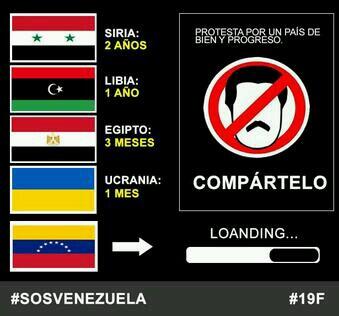 SIRIA:
2 AÑOS
LIBIA:
1 AÑO
EGIPTO:
3 MESES
UCRANIA:
1 MES
PROTESTA POR UN PAÍS DE
BIEN Y PROGRESO.
COMPÁRTELO
LOANDING...
#SOSVENEZUELA
#19F